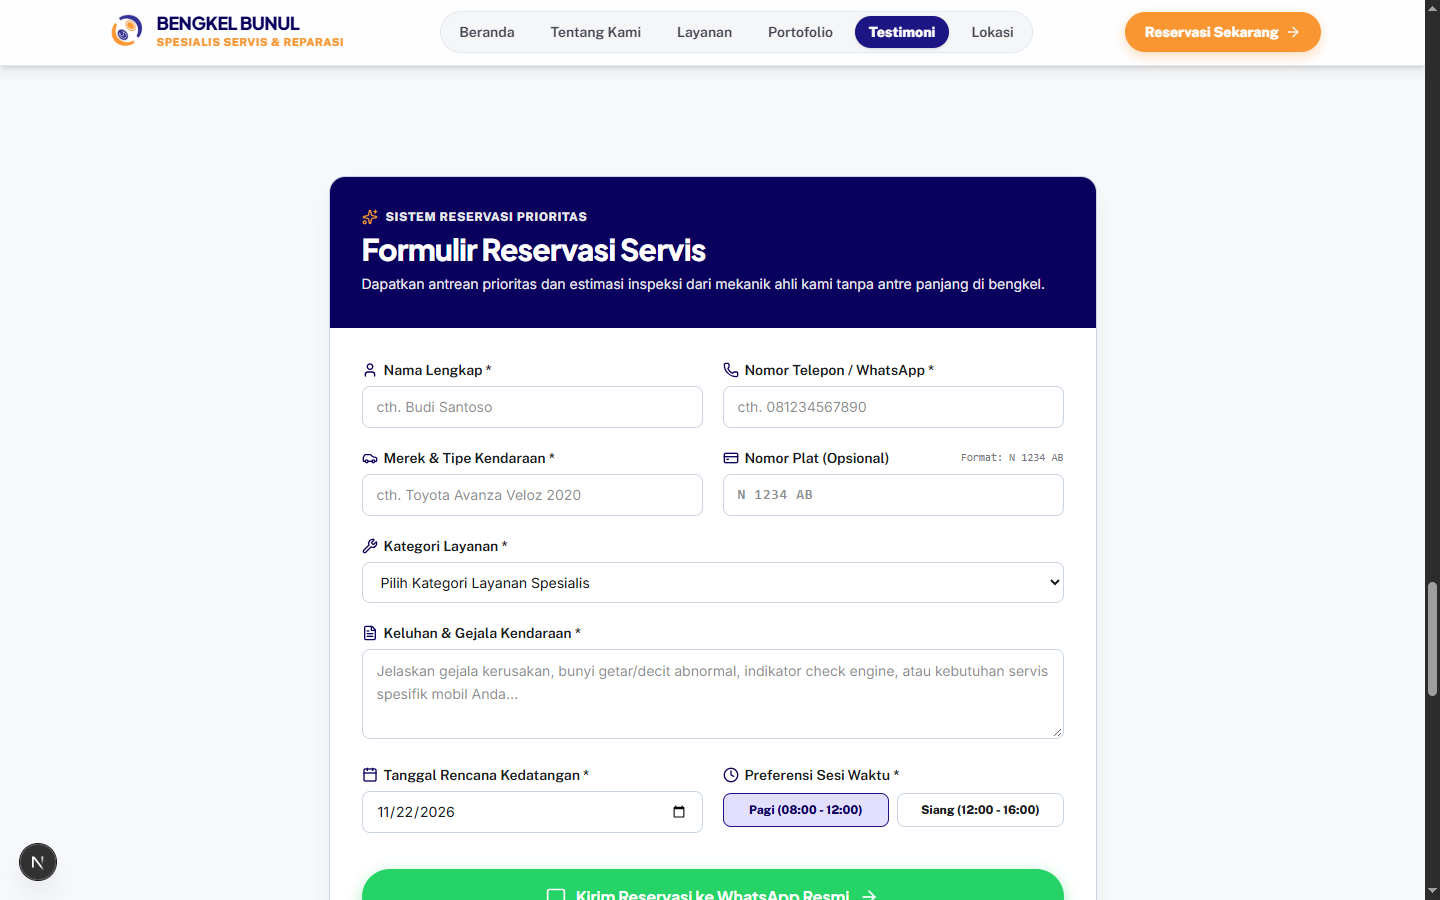 BENGKEL BUNUL
SPESIALIS SERVIS & REPARASI
Beranda
Tentang Kami
Layanan
Portofolio
Testimoni
Lokasi
Reservasi Sekarang →
SISTEM RESERVASI PRIORITAS
Formulir Reservasi Servis
Dapatkan antrean prioritas dan estimasi inspeksi dari mekanik ahli kami tanpa antre panjang di bengkel.
Nama Lengkap *
cth. Budi Santoso
Nomor Telepon / WhatsApp *
cth. 081234567890
Merek & Tipe Kendaraan *
cth. Toyota Avanza Veloz 2020
Nomor Plat (Opsional)
Format: N 1234 AB
N 1234 AB
Kategori Layanan *
Pilih Kategori Layanan Spesialis
Keluhan & Gejala Kendaraan *
Jelaskan gejala kerusakan, bunyi getar/decit abnormal, indikator check engine, atau kebutuhan servis
spesifik mobil Anda...
Tanggal Rencana Kedatangan *
11/22/2026
Preferensi Sesi Waktu *
Pagi (08:00 - 12:00)
Siang (12:00 - 16:00)
Kirim Reservasi ke WhatsApp Resmi →
N